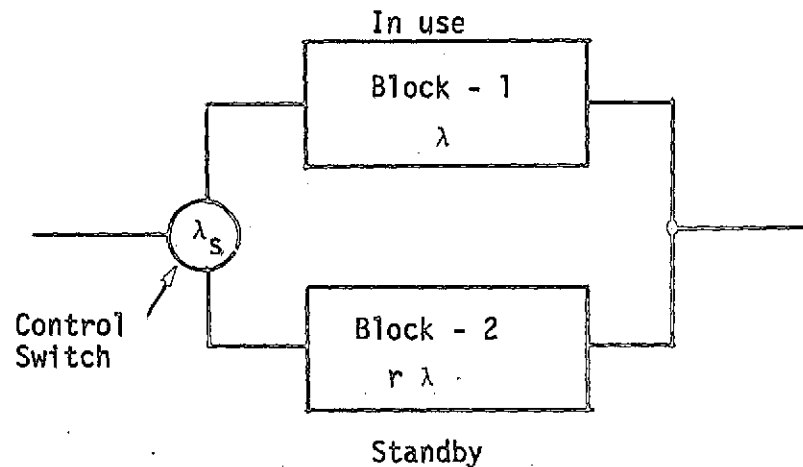 In use
Block - 1
λ
λs
Control
Switch
Block - 2
r λ
Standby